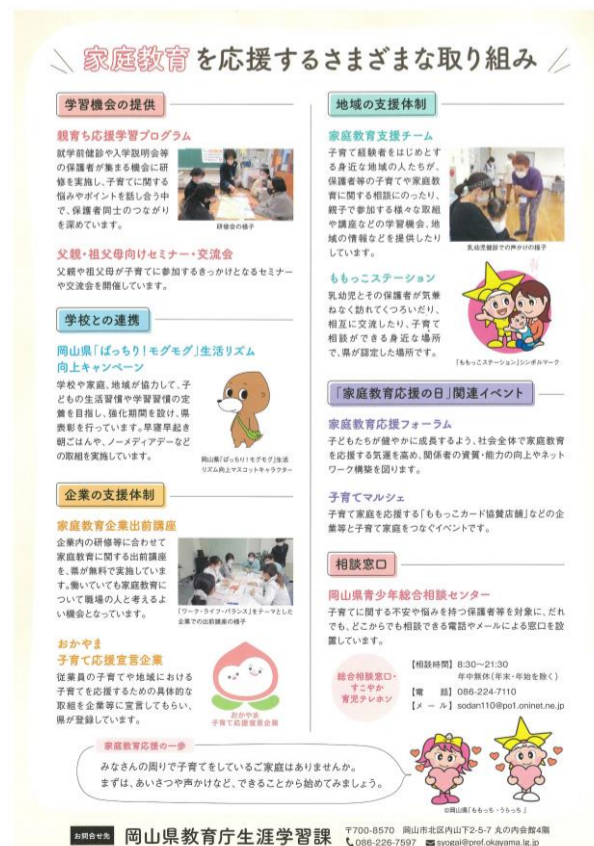 家庭教育を応援するさまざまな取り組み
学習機会の提供
親育ち応援学習プログラム
就学前健診や入学説明会等
の保護者が集まる機会に研
修を実施し、子育てに関する
悩みやポイントを話し合う中
で、保護者同士のつながり
を深めています。
研修会の様子
父親・祖父母向けセミナー・交流会
父親や祖父母が子育てに参加するきっかけとなるセミナー
や交流会を開催しています。
学校との連携
岡山県「ぱっちり!モグモグ」生活リズム
向上キャンペーン
学校や家庭、地域が協力して、子
どもの生活習慣や学習習慣の定
着を目指し、強化期間を設け、県
表彰を行っています。早寝早起き
朝ごはんや、ノーメディアデーなど
の取組を実施しています。
岡山県「ぱっちり!モグモグ」生活
リズム向上マスコットキャラクター
企業の支援体制
家庭教育企業出前講座
企業内の研修等に合わせて
家庭教育に関する出前講座
を、県が無料で実施していま
す。働いていても家庭教育に
ついて職場の人と考えるよ
い機会となっています。
「ワーク・ライフ・バランス」をテーマとした
企業での出前講座の様子
おかやま
子育て応援宣言企業
従業員の子育てや地域における
子育てを応援するための具体的な
取組を企業等に宣言してもらい、
県が登録しています。
おかやま
子育て応援宣言企業
地域の支援体制
家庭教育支援チーム
子育て経験者をはじめとす
る身近な地域の人たちが、
保護者等の子育てや家庭教
育に関する相談にのったり、
親子で参加する様々な取組
や講座などの学習機会、地
域の情報などを提供したり
しています。
乳幼児健診での声かけの様子
ももっこステーション
乳幼児とその保護者が気兼
ねなく訪れてくつろいだり、
相互に交流したり、子育て
相談ができる身近な場所
で、県が認定した場所です。
「ももっこステーション」シンボルマーク
「家庭教育応援の日」関連イベント
家庭教育応援フォーラム
子どもたちが健やかに成長するよう、社会全体で家庭教育
を応援する気運を高め、関係者の資質・能力の向上やネット
ワーク構築を図ります。
子育てマルシェ
子育て家庭を応援する「ももっこカード協賛店舗」などの企
業等と子育て家庭をつなぐイベントです。
相談窓口
岡山県青少年総合相談センター
子育てに関する不安や悩みを持つ保護者等を対象に、だれ
でも、どこからでも相談できる電話やメールによる窓口を設
置しています。
総合相談窓口・
すこやか
育児テレホン
【相談時間】8:30~21:30
年中無休(年末・年始を除く)
【電 話】086-224-7110
【メール】sodan110@po1.oninet.ne.jp
家庭教育応援の一歩
みなさんの周りで子育てをしているご家庭はありませんか。
まずは、あいさつや声かけなど、できることから始めてみましょう。
©岡山県「ももっち・うらっち」
お問合せ先 岡山県教育庁生涯学習課
〒700-8570 岡山市北区内山下2-5-7 丸の内会館4階
086-226-7597 syogai@pref.okayama.lg.jp